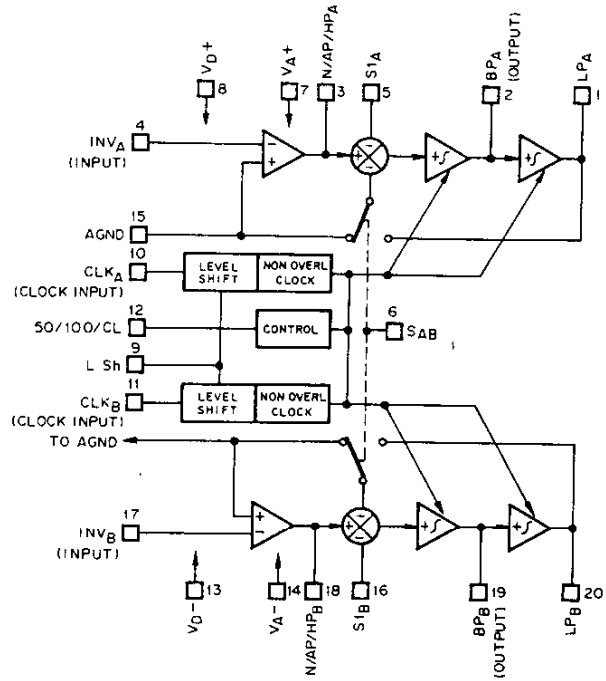 VD+
8
VA+
7
N/AP/HPA
3
S1A
5
BPA
(OUTPUT)
2
LPA
1
4
INVA
(INPUT)
-
+
+
-
-
+∫
+∫
15
AGND
10
CLKA
(CLOCK INPUT)
LEVEL
SHIFT
NON OVERL
CLOCK
12
50/100/CL
CONTROL
6
SAB
9
L Sh
11
CLKB
(CLOCK INPUT)
LEVEL
SHIFT
NON OVERL
CLOCK
TO AGND
17
INVB
(INPUT)
+
-
+
-
-
+∫
+∫
13
VD-
14
VA-
18
N/AP/HPB
16
S1B
19
BPB
(OUTPUT)
20
LPB